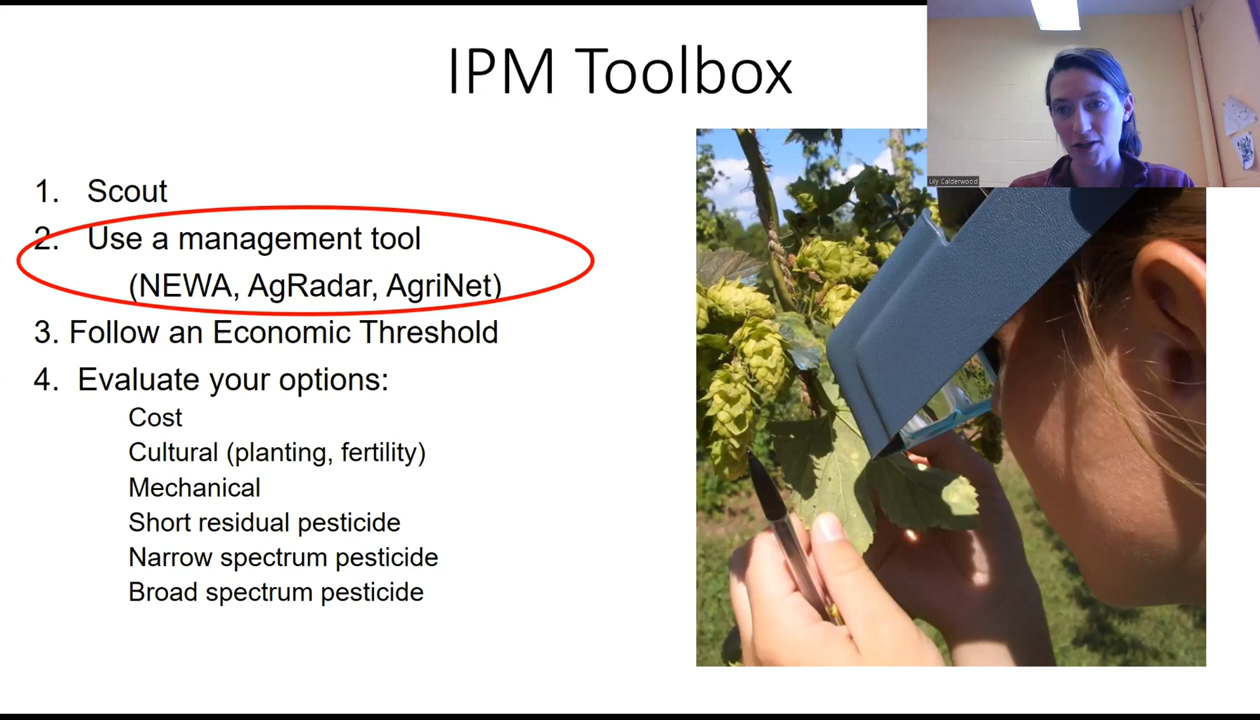 IPM Toolbox
1. Scout
2. Use a management tool
(NEWA, AgRadar, AgriNet)
3. Follow an Economic Threshold
4. Evaluate your options:
Cost
Cultural (planting, fertility)
Mechanical
Short residual pesticide
Narrow spectrum pesticide
Broad spectrum pesticide
Lily Calderwood